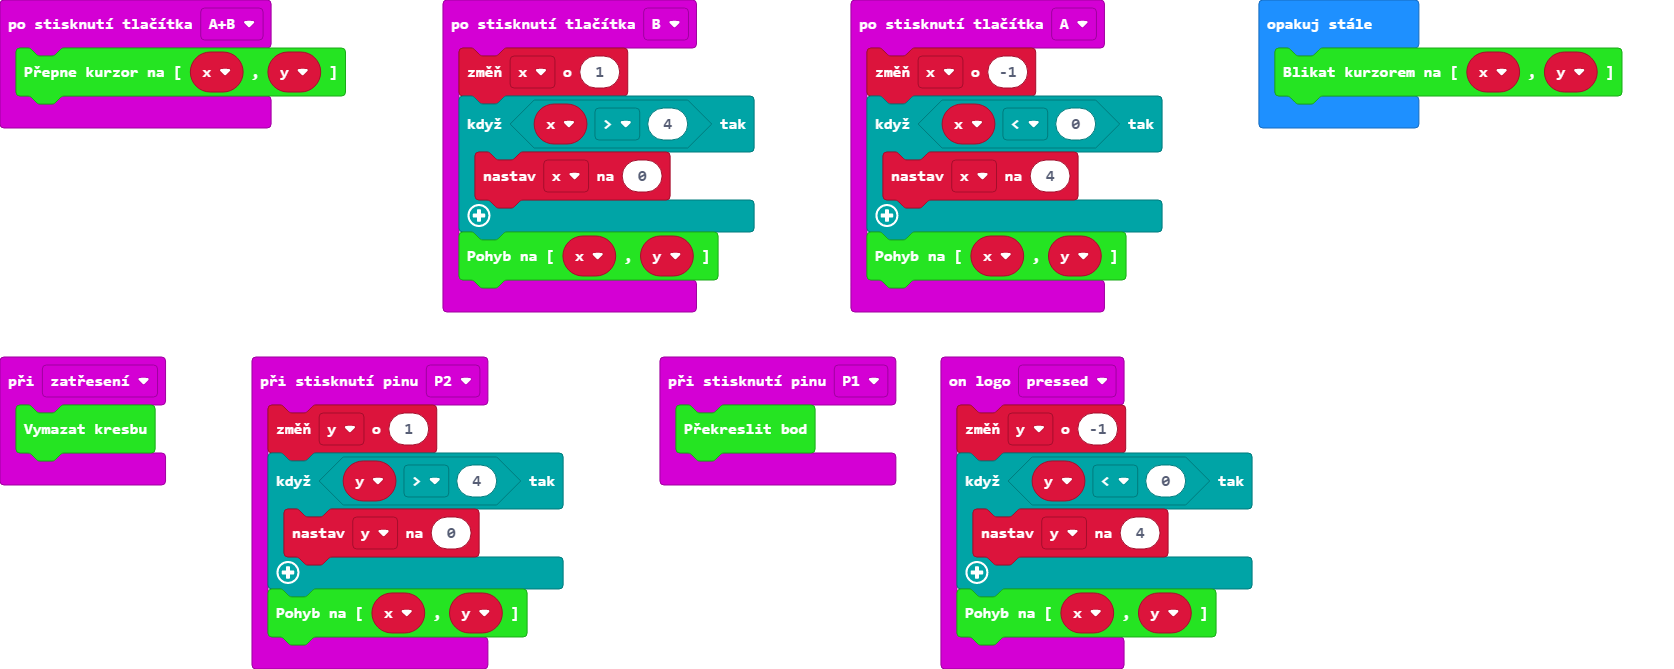 po stisknutí tlačítka A+B
Přepne kurzor na [ x , y ]
po stisknutí tlačítka B
změň x o 1
když x > 4 tak
nastav x na 0
Pohyb na [ x , y ]
po stisknutí tlačítka A
změň x o -1
když x < 0 tak
nastav x na 4
Pohyb na [ x , y ]
opakuj stále
Blikat kurzorem na [ x , y ]
při zatřesení
Vymazat kresbu
při stisknutí pinu P2
změň y o 1
když y > 4 tak
nastav y na 0
Pohyb na [ x , y ]
při stisknutí pinu P1
Překreslit bod
on logo pressed
změň y o -1
když y < 0 tak
nastav y na 4
Pohyb na [ x , y ]